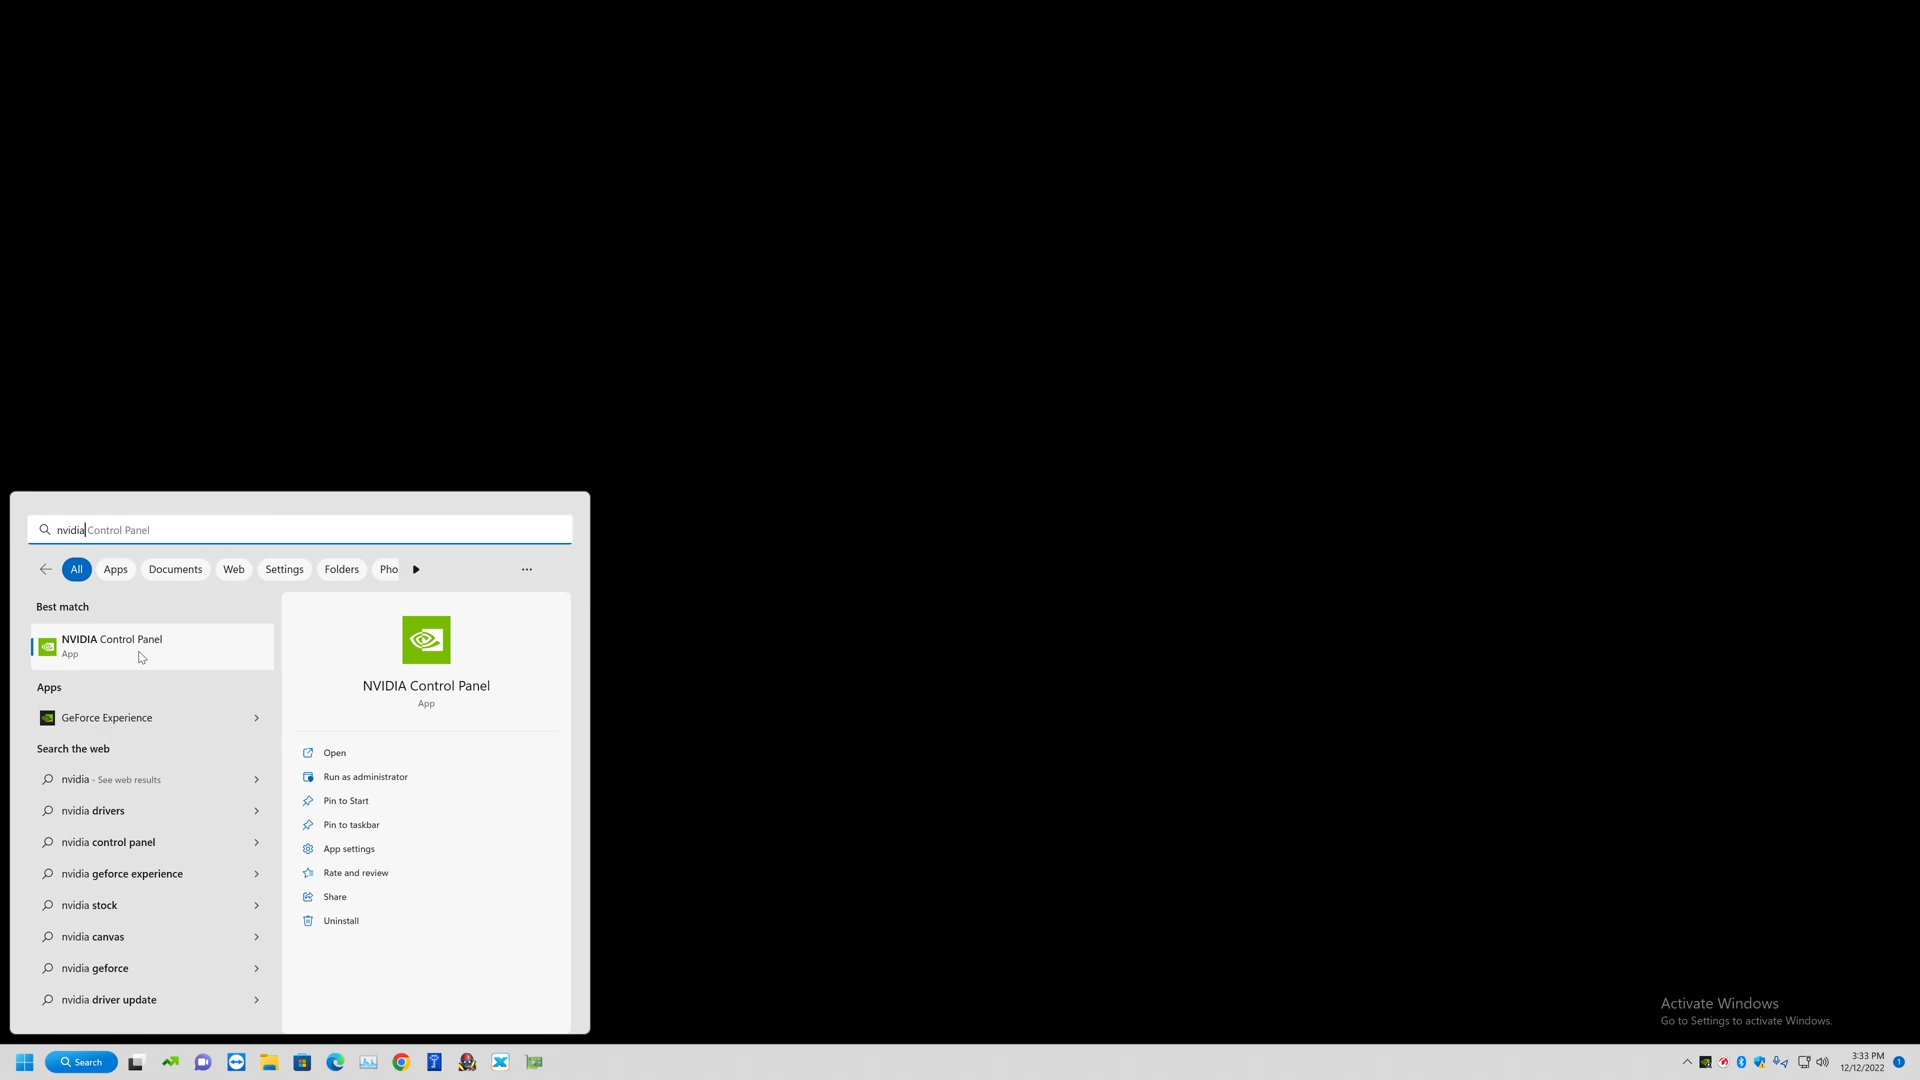 nvidia Control Panel
All Apps Documents Web Settings Folders Pho
Best match
NVIDIA Control Panel
App
Apps
GeForce Experience
Search the web
nvidia - See web results
nvidia drivers
nvidia control panel
nvidia geforce experience
nvidia stock
nvidia canvas
nvidia geforce
nvidia driver update
NVIDIA Control Panel
App
Open
Run as administrator
Pin to Start
Pin to taskbar
App settings
Rate and review
Share
Uninstall
Activate Windows
Go to Settings to activate Windows.
Search
3:33 PM
12/12/2022
1